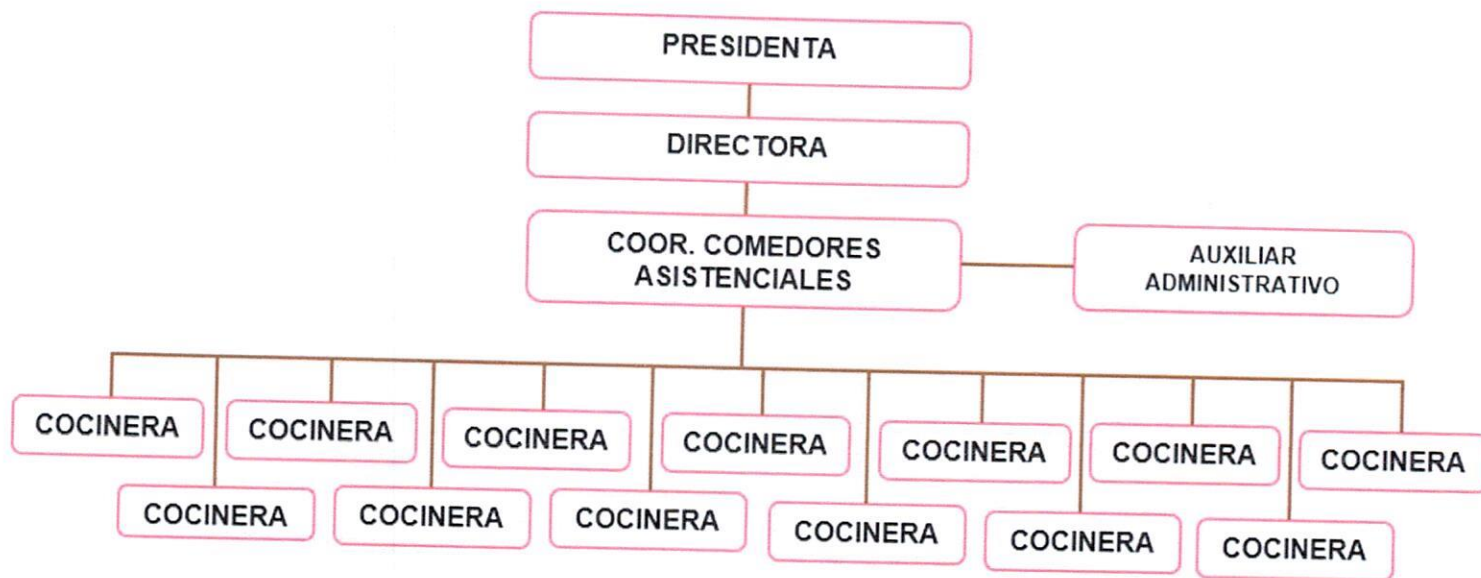 PRESIDENTA
DIRECTORA
COOR. COMEDORES
ASISTENCIALES
AUXILIAR
ADMINISTRATIVO
COCINERA
COCINERA
COCINERA
COCINERA
COCINERA
COCINERA
COCINERA
COCINERA
COCINERA
COCINERA
COCINERA
COCINERA
COCINERA